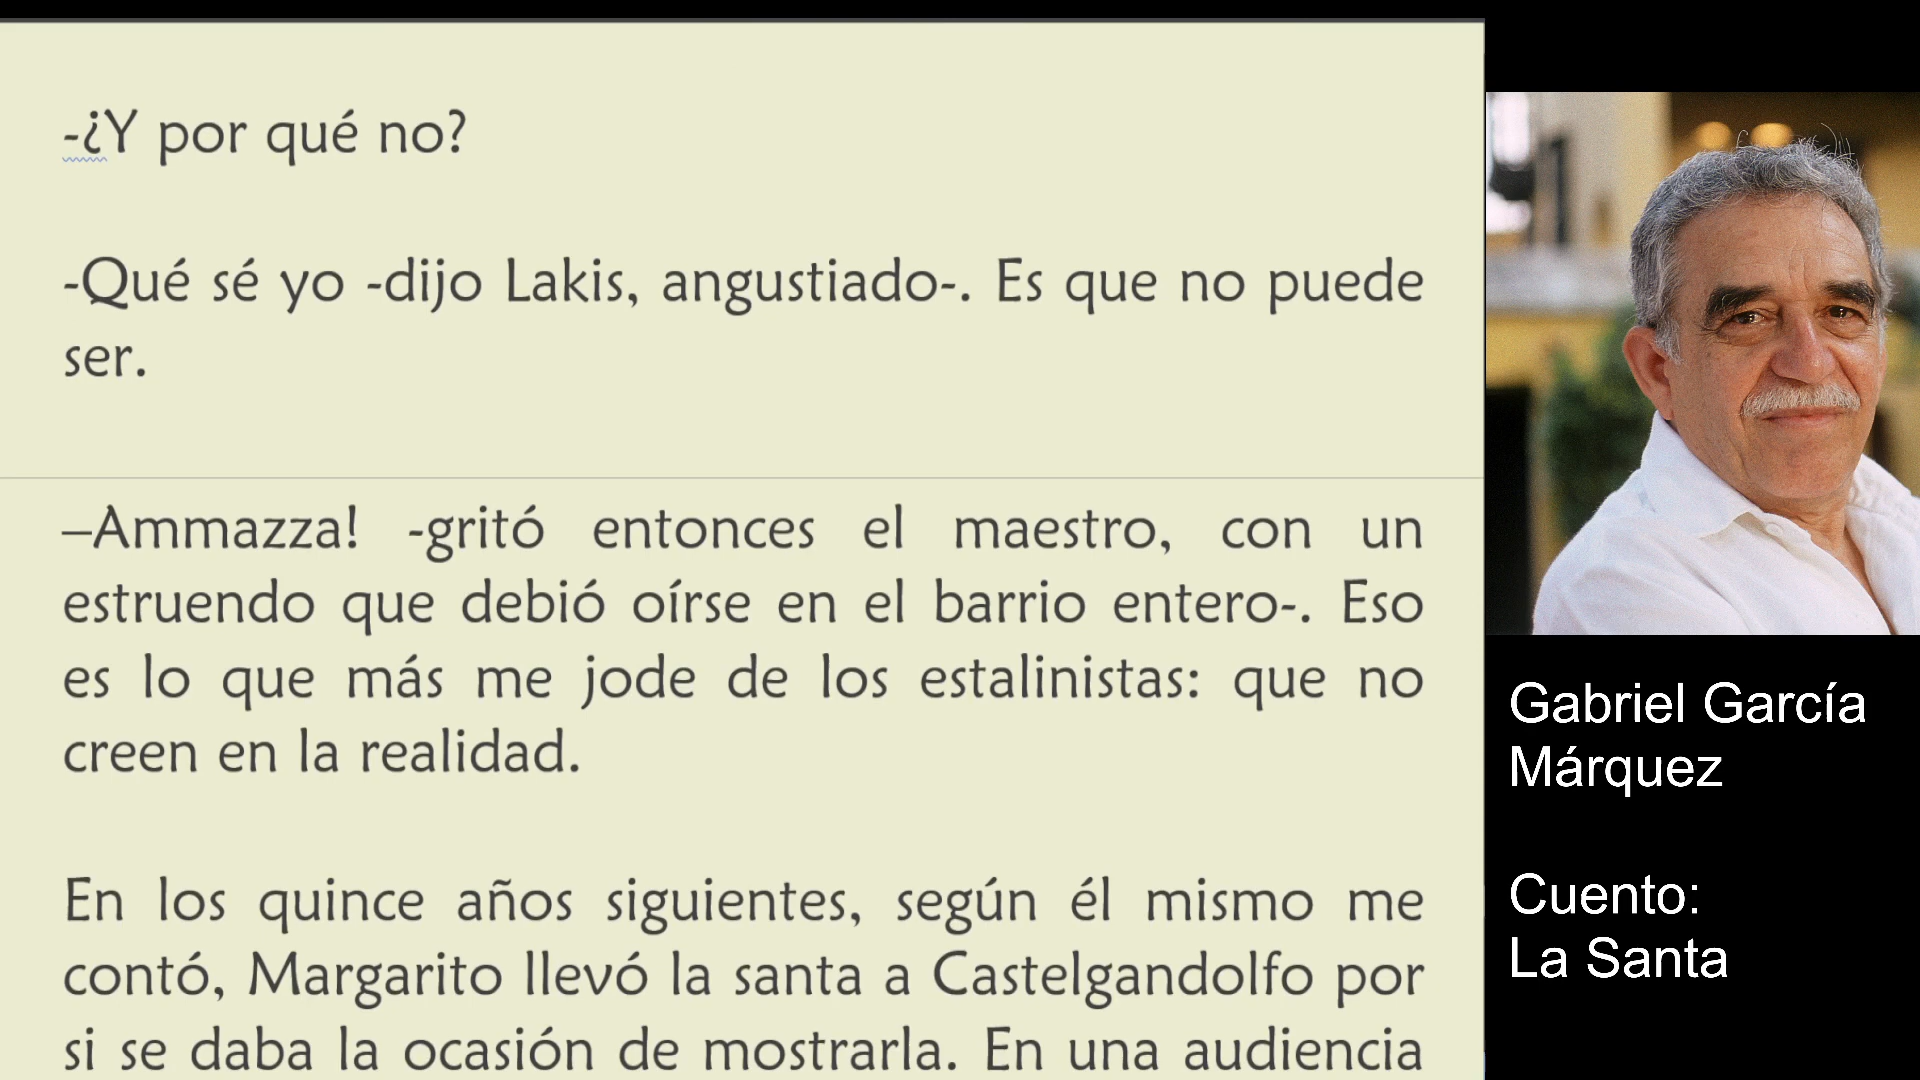 -¿Y por qué no?
-Qué sé yo -dijo Lakis, angustiado-. Es que no puede
ser.
–Ammazza! -gritó entonces el maestro, con un
estruendo que debió oírse en el barrio entero-. Eso
es lo que más me jode de los estalinistas: que no
creen en la realidad.
En los quince años siguientes, según él mismo me
contó, Margarito llevó la santa a Castelgandolfo por
si se daba la ocasión de mostrarla. En una audiencia
Gabriel García
Márquez
Cuento:
La Santa